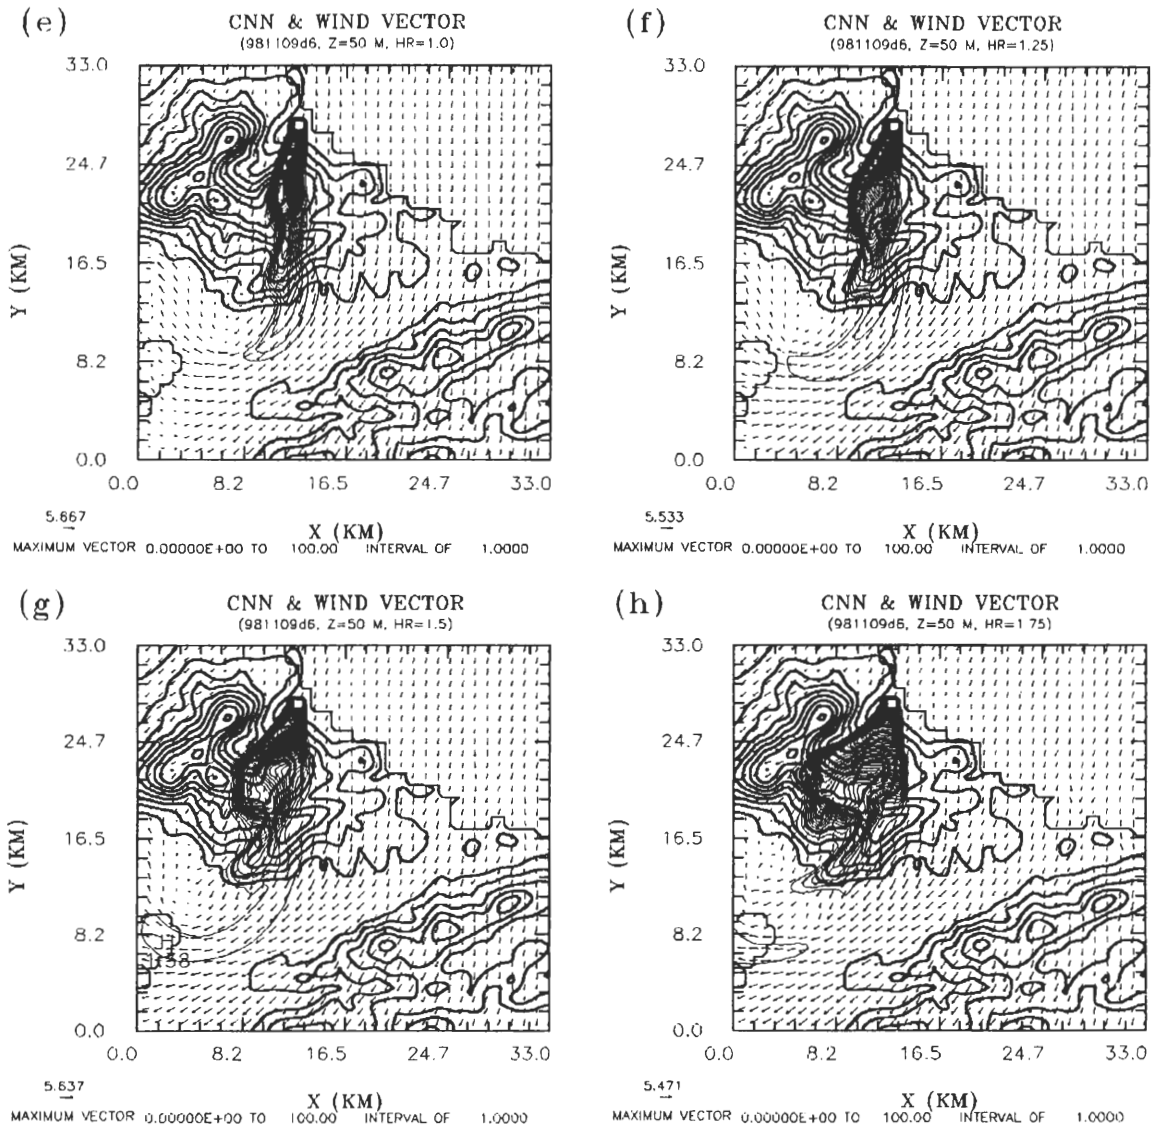 (e)
CNN & WIND VECTOR
(981109d6, Z=50 M, HR=1.0)
33.0
24.7
16.5
8.2
0.0
Y (KM)
0.0 8.2 16.5 24.7 33.0
5.667
X (KM)
MAXIMUM VECTOR 0.00000E+00 TO 100.00 INTERVAL OF 1.0000
(f)
CNN & WIND VECTOR
(981109d6, Z=50 M, HR=1.25)
33.0
24.7
16.5
8.2
0.0
Y (KM)
0.0 8.2 16.5 24.7 33.0
5.533
X (KM)
MAXIMUM VECTOR 0.00000E+00 TO 100.00 INTERVAL OF 1.0000
(g)
CNN & WIND VECTOR
(981109d6, Z=50 M, HR=1.5)
33.0
24.7
16.5
8.2
0.0
Y (KM)
H
0.0 8.2 16.5 24.7 33.0
5.637
X (KM)
MAXIMUM VECTOR 0.00000E+00 TO 100.00 INTERVAL OF 1.0000
(h)
CNN & WIND VECTOR
(981109d6, Z=50 M, HR=1 75)
33.0
24.7
16.5
8.2
0.0
Y (KM)
0.0 8.2 16.5 24.7 33.0
5.471
X (KM)
MAXIMUM VECTOR 0.00000E+00 TO 100.00 INTERVAL OF 1.0000